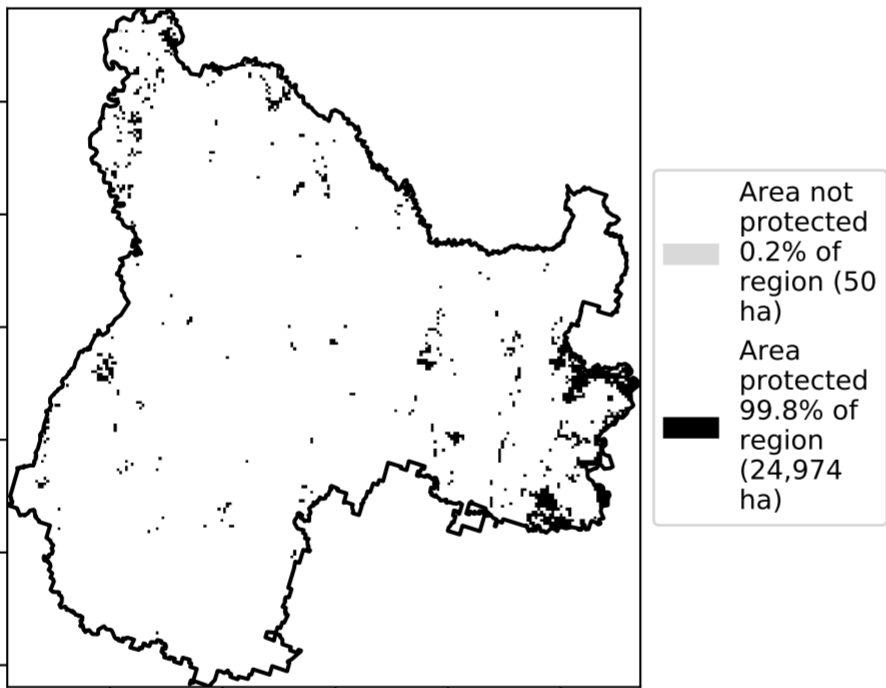 Area not
protected
0.2% of
region (50
ha)
Area
protected
99.8% of
region
(24,974
ha)